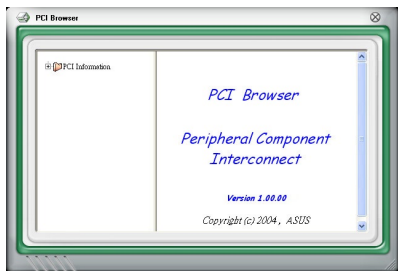 PCI Browser
PCI Information
PCI Browser
Peripheral Component
Interconnect
Version 1.00.00
Copyright (c) 2004, ASUS